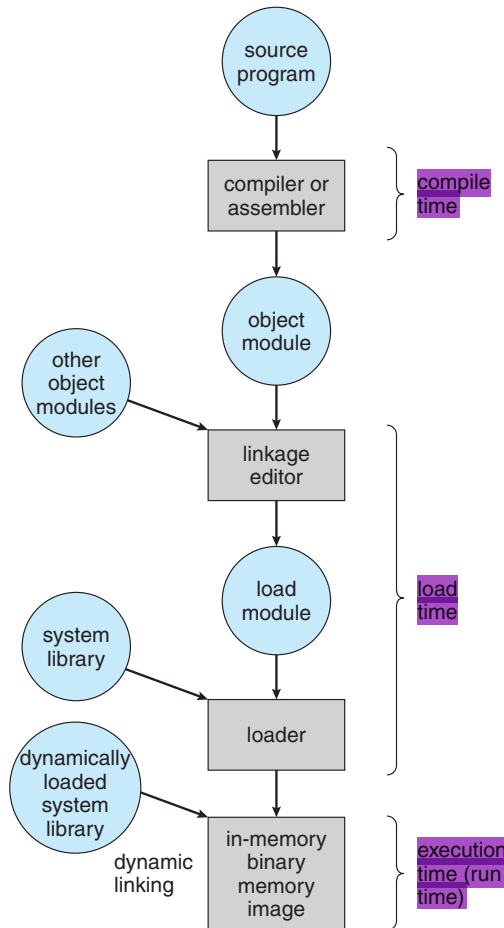 source
program
compiler or
assembler
compile
time
object
module
other
object
modules
linkage
editor
load
module
load
time
system
library
loader
dynamically
loaded
system
library
dynamic
linking
in-memory
binary
memory
image
execution
time (run
time)